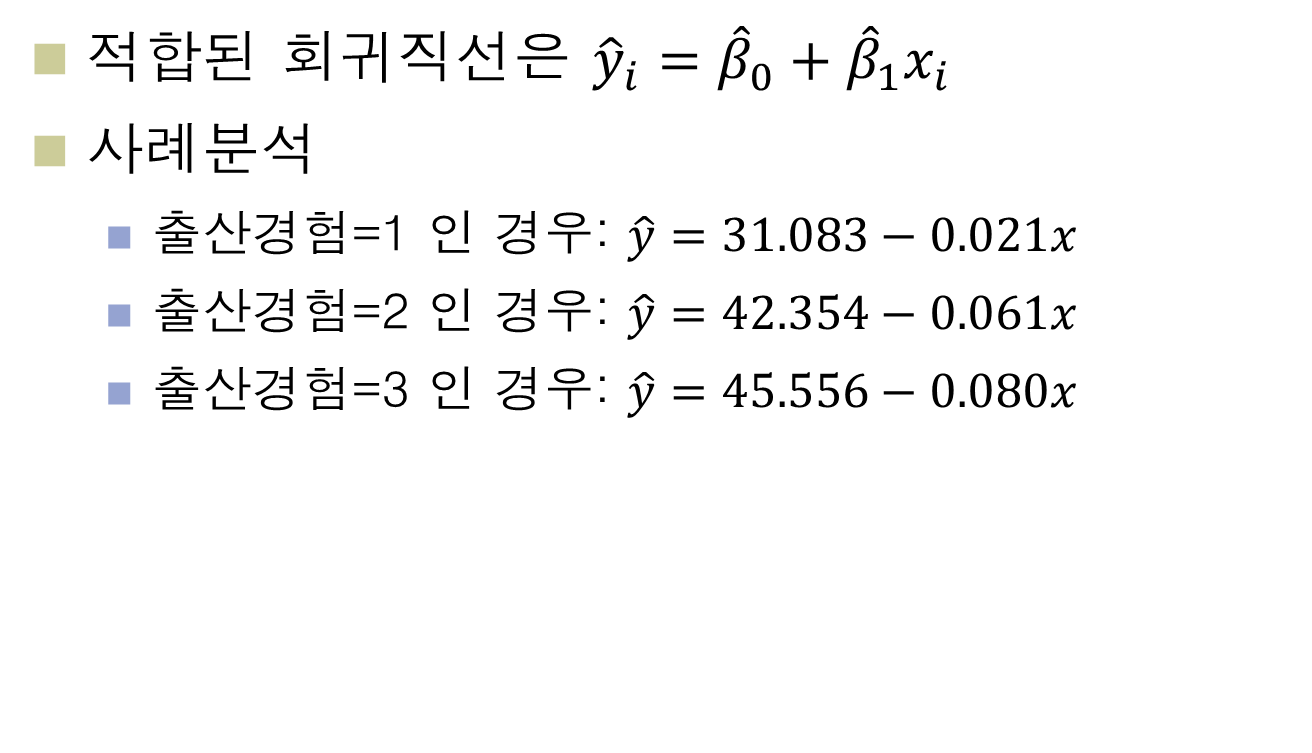 적합된 회귀직선은 ŷᵢ = β̂₀ + β̂₁xᵢ
사례분석
출산경험=1 인 경우: ŷ = 31.083 − 0.021x
출산경험=2 인 경우: ŷ = 42.354 − 0.061x
출산경험=3 인 경우: ŷ = 45.556 − 0.080x